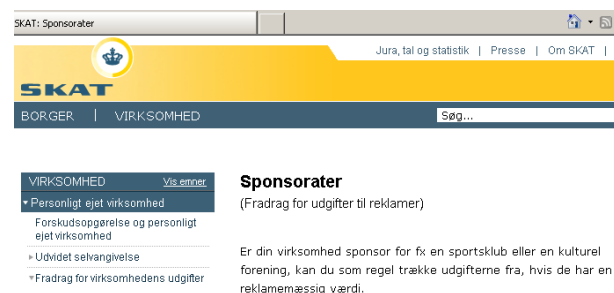 SKAT: Sponsorater
Jura, tal og statistik | Presse | Om SKAT |
SKAT
BORGER | VIRKSOMHED
Søg...
VIRKSOMHED Vis emner
Personligt ejet virksomhed
Forskudsopgørelse og personligt
ejet virksomhed
Udvidet selvangivelse
Fradrag for virksomhedens udgifter
Sponsorater
(Fradrag for udgifter til reklamer)
Er din virksomhed sponsor for fx en sportsklub eller en kulturel
forening, kan du som regel trække udgifterne fra, hvis de har en
reklamemæssig værdi.